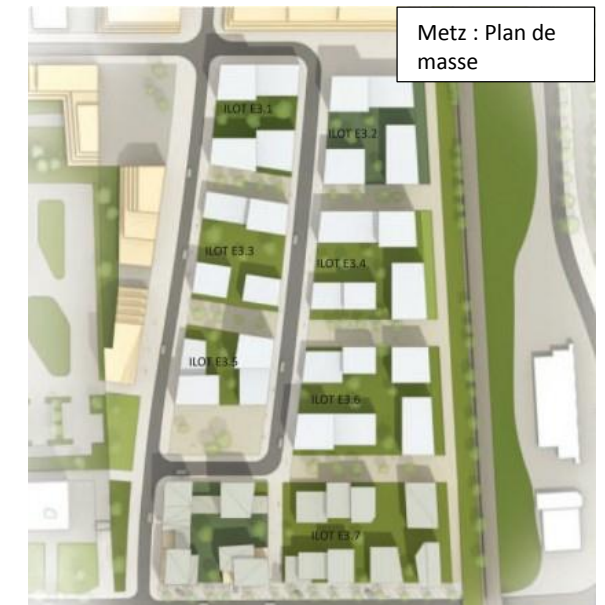 Metz : Plan de
masse
ILOT E3.1
ILOT E3.2
ILOT E3.3
ILOT E3.4
ILOT E3.5
ILOT E3.6
ILOT E3.7